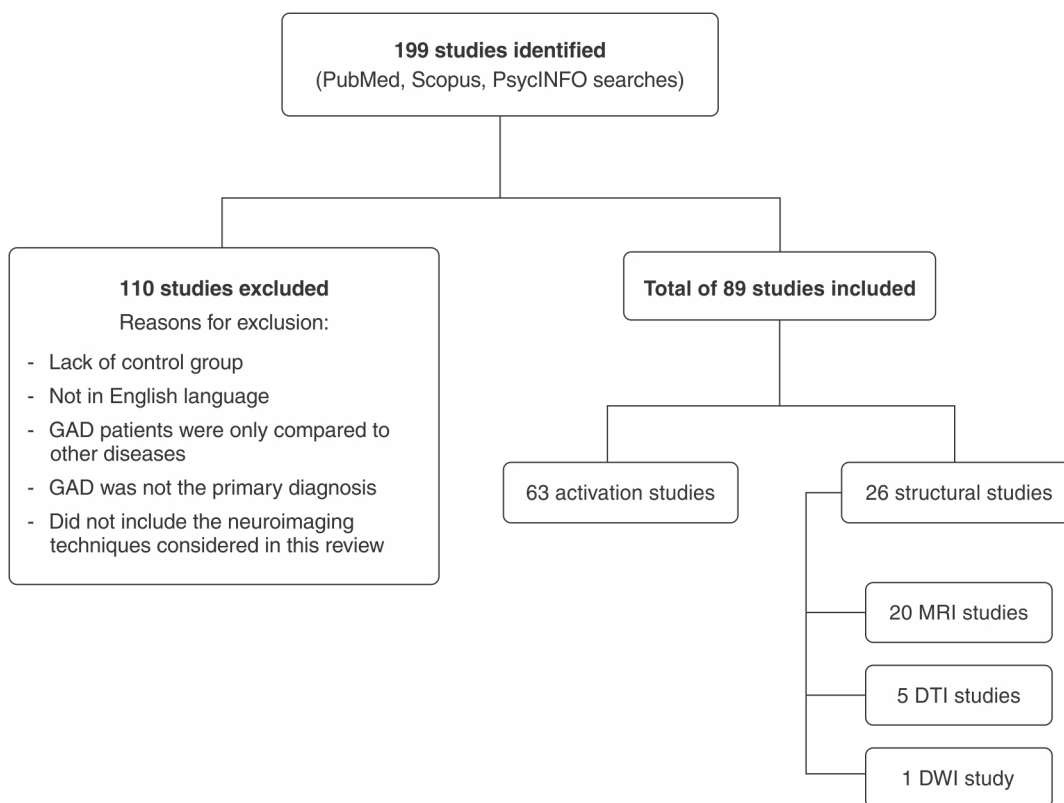 199 studies identified
(PubMed, Scopus, PsycINFO searches)
110 studies excluded
Reasons for exclusion:
- Lack of control group
- Not in English language
- GAD patients were only compared to
other diseases
- GAD was not the primary diagnosis
- Did not include the neuroimaging
techniques considered in this review
Total of 89 studies included
63 activation studies
26 structural studies
20 MRI studies
5 DTI studies
1 DWI study